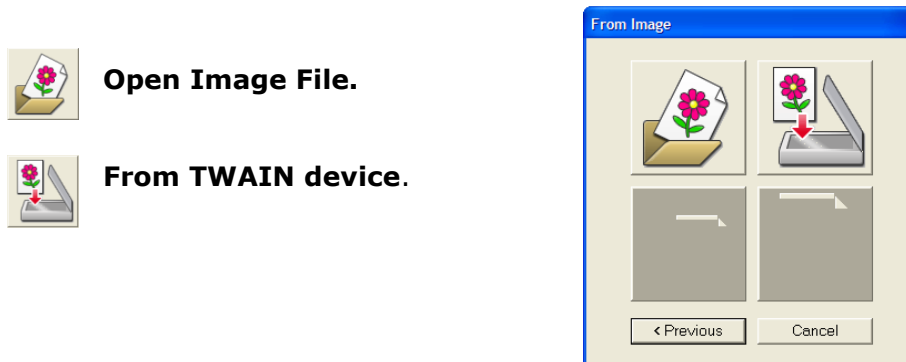 From Image
Open Image File.
From TWAIN device.
< Previous
Cancel